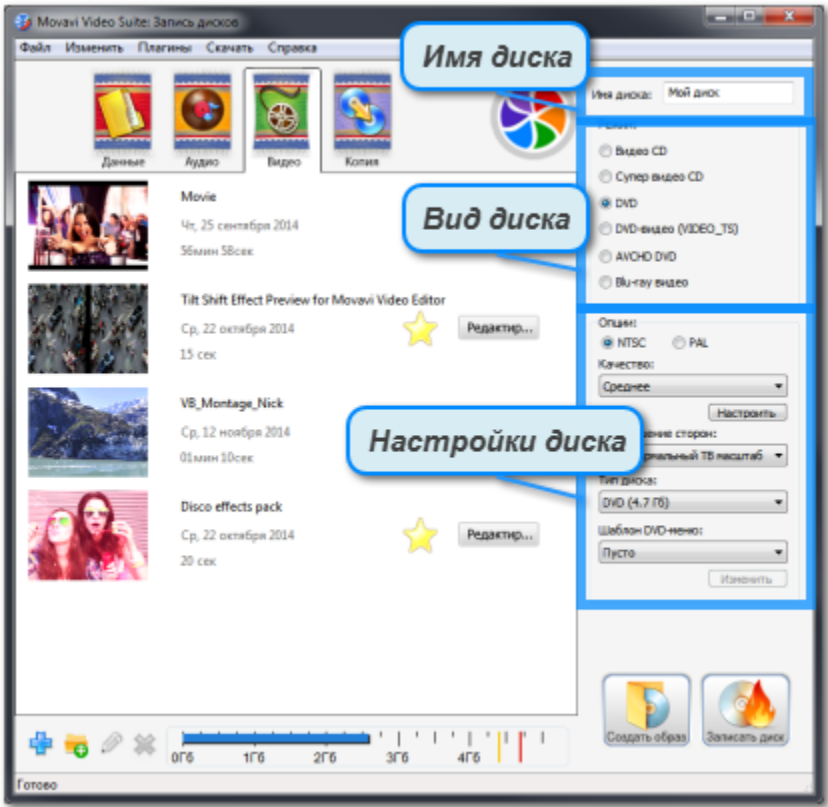 Movavi Video Suite: Запись дисков
Файл Изменить Плагины Скачать Справка
Имя диска
Имя диска: Мой диск
Данные Аудио Видео Копия
Видео CD
Супер видео CD
DVD
DVD-видео (VIDEO_TS)
AVCHD DVD
Blu-ray видео
Вид диска
Movie
Чт, 25 сентября 2014
56мин 58сек
Tilt Shift Effect Preview for Movavi Video Editor
Ср, 22 октября 2014
15 сек
Редактир...
VB_Montage_Nick
Ср, 12 ноября 2014
01мин 10сек
Disco effects pack
Ср, 22 октября 2014
20 сек
Редактир...
Опции:
NTSC PAL
Качество:
Среднее
Настроить
Настройки диска
сторон:
ТВ масштаб
Тип диска:
DVD (4.7 Гб)
Шаблон DVD-меню:
Пусто
Изменить
0Гб 1Гб 2Гб 3Гб 4Гб
Создать образ Записать диск
Готово